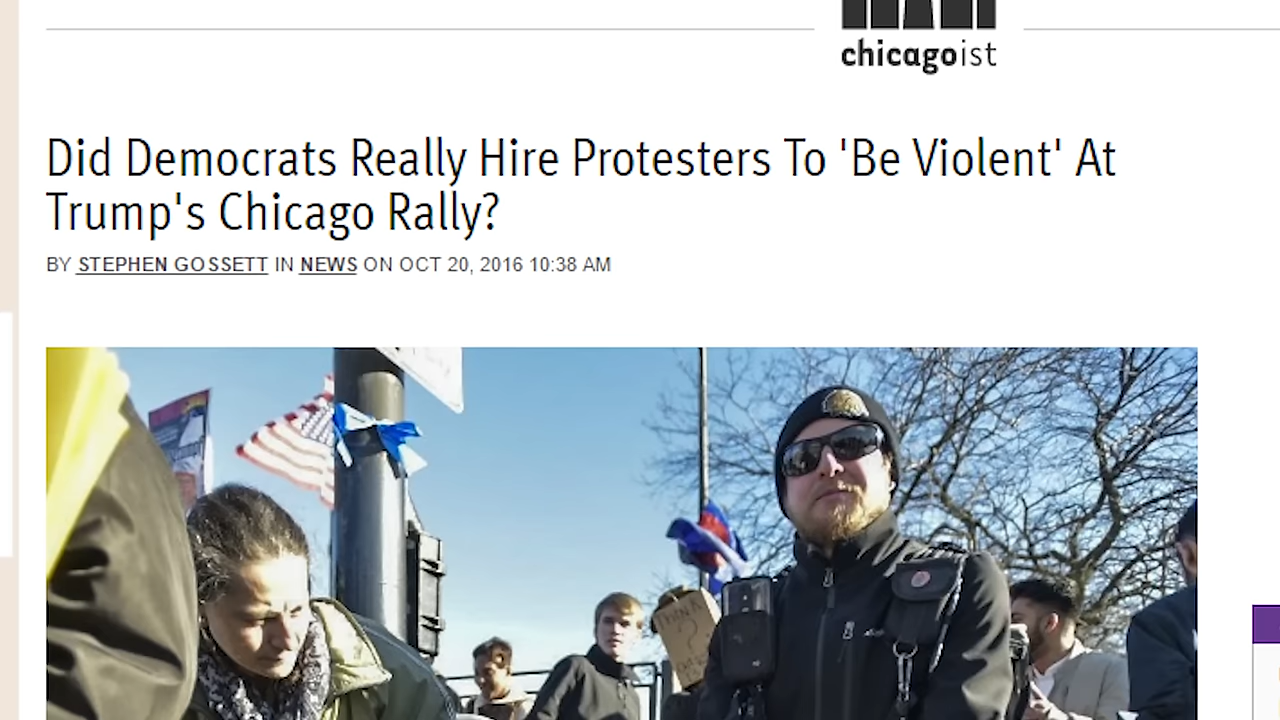 chicagoist
Did Democrats Really Hire Protesters To 'Be Violent' At
Trump's Chicago Rally?
BY STEPHEN GOSSETT IN NEWS ON OCT 20, 2016 10:38 AM